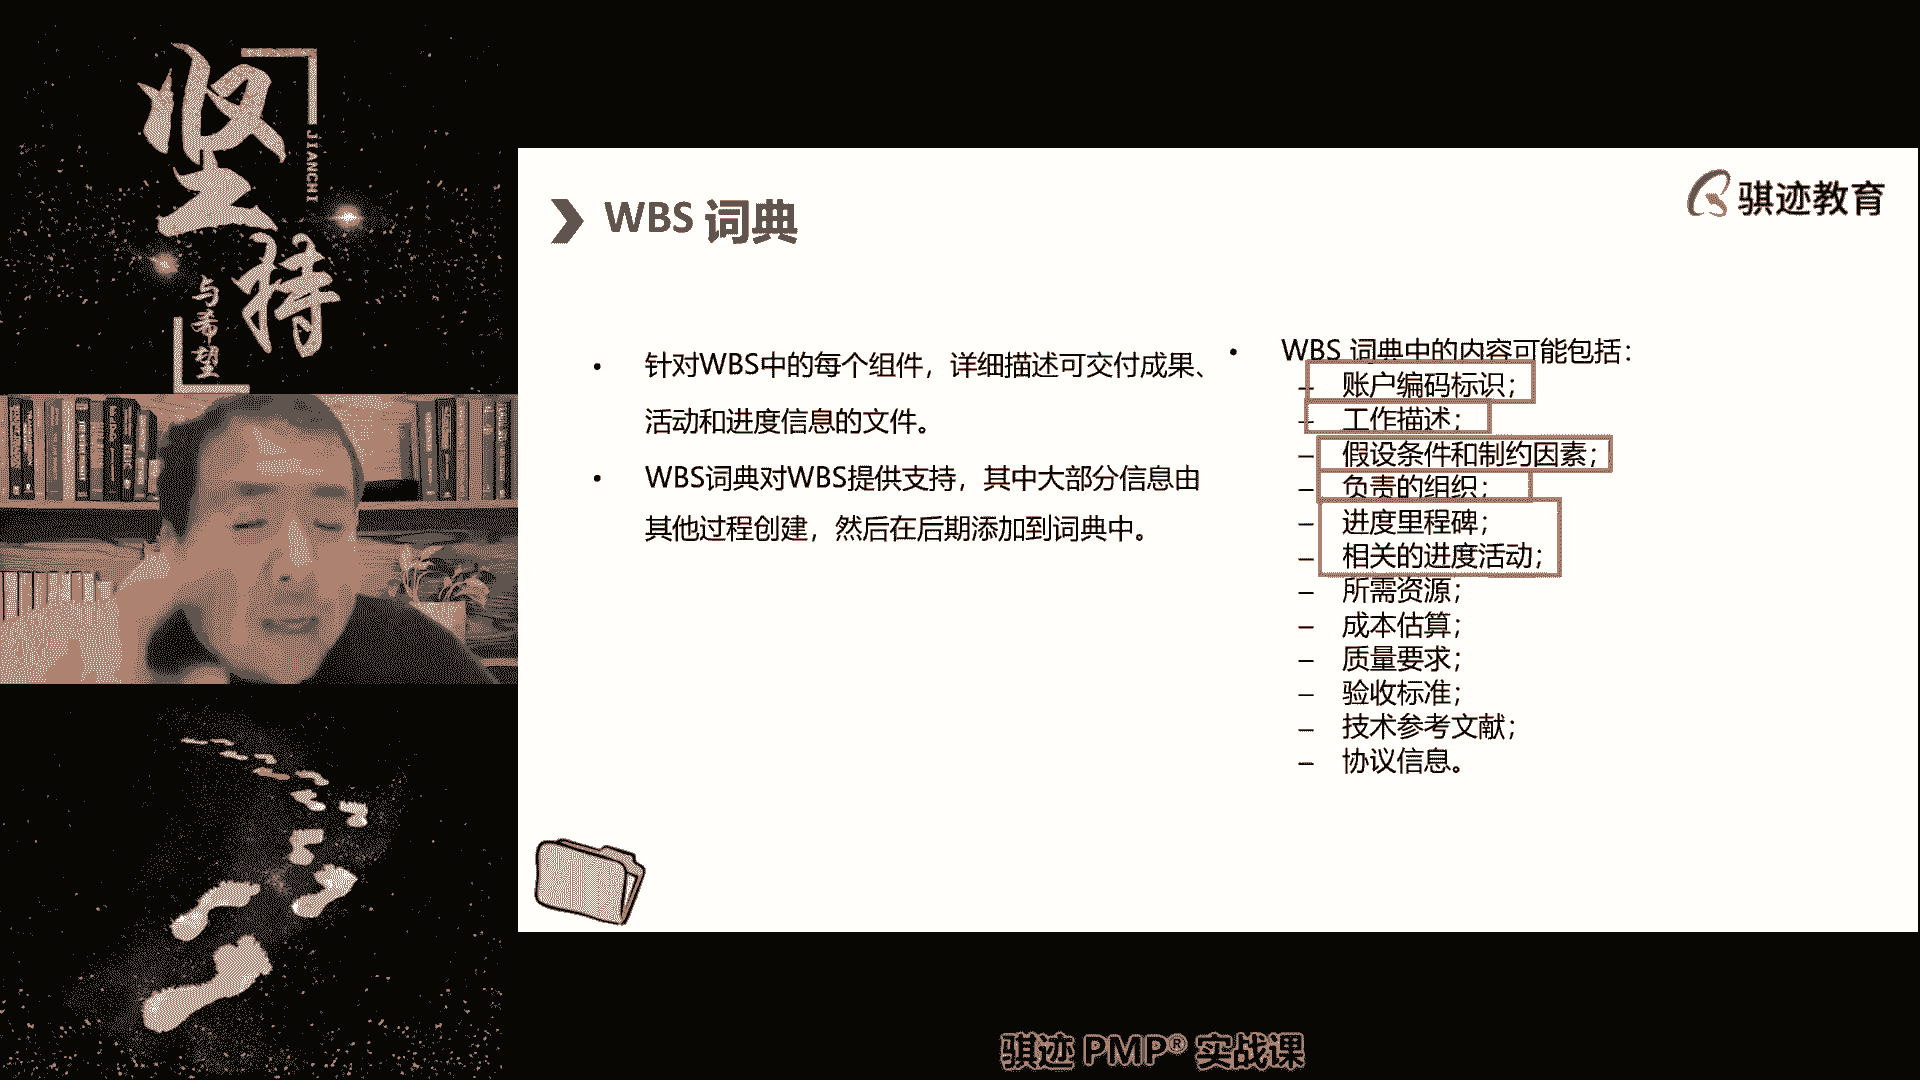 坚持
JIANCHI
与希望
WBS 词典
骐迹教育
• 针对WBS中的每个组件，详细描述可交付成果、
活动和进度信息的文件。
• WBS词典对WBS提供支持，其中大部分信息由
其他过程创建，然后在后期添加到词典中。
• WBS 词典中的内容可能包括：
– 账户编码标识；
– 工作描述；
– 假设条件和制约因素；
– 负责的组织；
– 进度里程碑；
– 相关的进度活动；
– 所需资源；
– 成本估算；
– 质量要求；
– 验收标准；
– 技术参考文献；
– 协议信息。
骐迹 PMP® 实战课